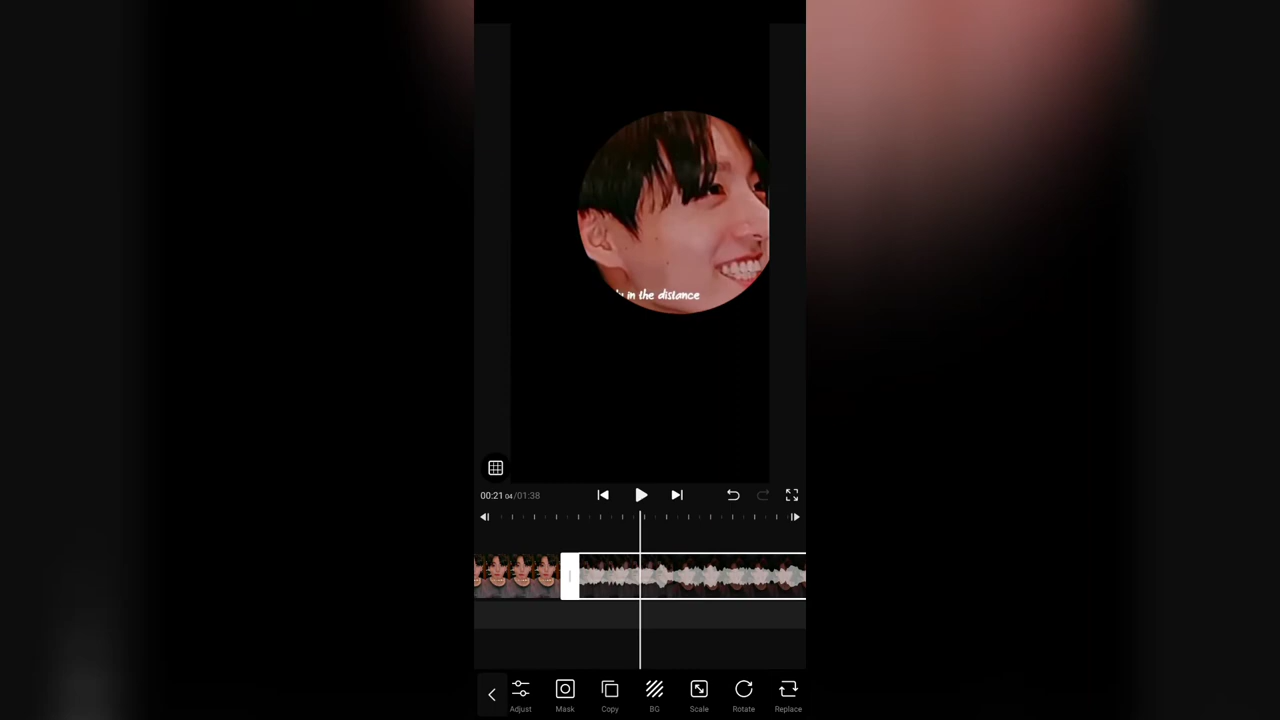 in the distance
00:21 04/01:38
Adjust
Mask
Copy
BG
Scale
Rotate
Replace